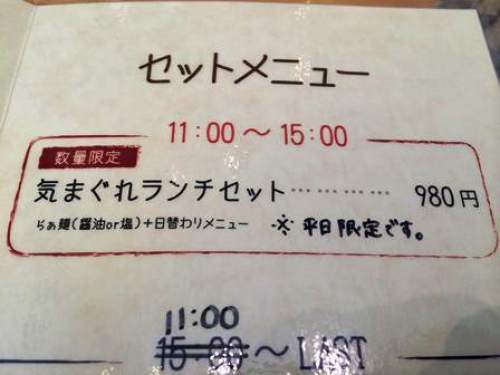 セットメニュー
11:00～15:00
数量限定
気まぐれランチセット……………980円
らぁ麺(醤油or塩)+日替わりメニュー ※平日限定です。
11:00
15:00～LAST